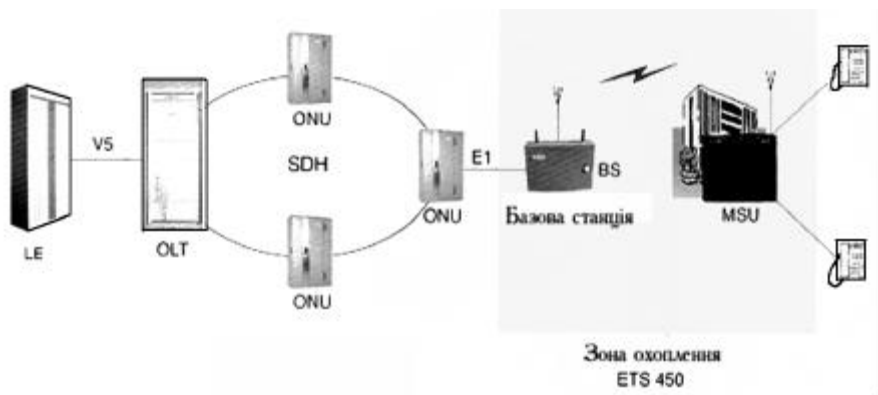 ONU
V5
SDH
E1
BS
ONU
Базова станція
MSU
LE
OLT
ONU
Зона охоплення
ETS 450